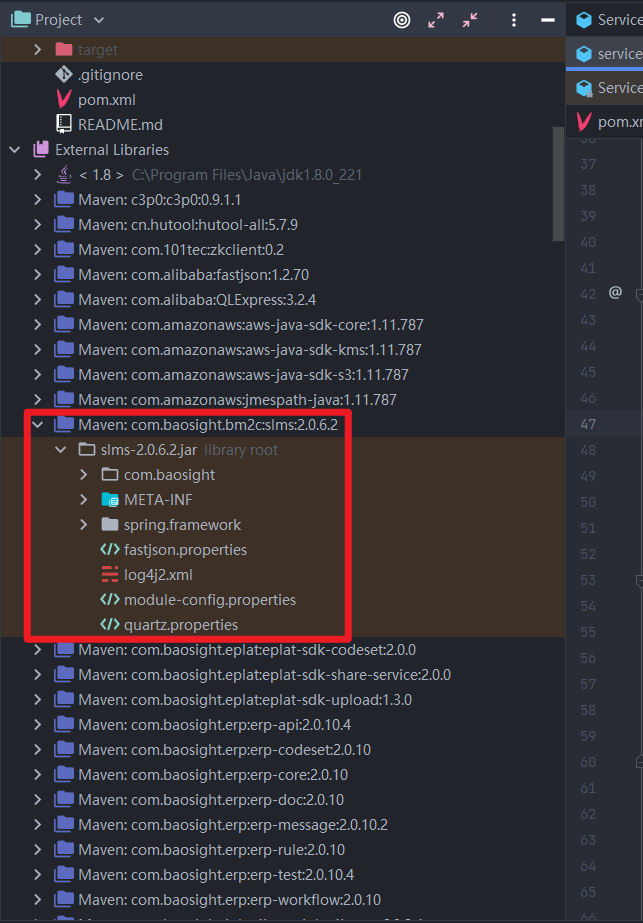 Project
Service
target
.gitignore
service
pom.xml
Service
README.md
pom.xm
External Libraries
< 1.8 > C:\Program Files\Java\jdk1.8.0_221
37
Maven: c3p0:c3p0:0.9.1.1
38
Maven: cn.hutool:hutool-all:5.7.9
39
Maven: com.101tec:zkclient:0.2
40
Maven: com.alibaba:fastjson:1.2.70
41
Maven: com.alibaba:QLExpress:3.2.4
42 @
Maven: com.amazonaws:aws-java-sdk-core:1.11.787
43
Maven: com.amazonaws:aws-java-sdk-kms:1.11.787
44
Maven: com.amazonaws:aws-java-sdk-s3:1.11.787
45
Maven: com.amazonaws:jmespath-java:1.11.787
46
Maven: com.baosight.bm2c:slms:2.0.6.2
47
slms-2.0.6.2.jar library root
48
com.baosight
49
META-INF
50
spring.framework
51
fastjson.properties
52
log4j2.xml
53
module-config.properties
54
quartz.properties
55
Maven: com.baosight.eplat:eplat-sdk-codeset:2.0.0
56
Maven: com.baosight.eplat:eplat-sdk-share-service:2.0.0
57
Maven: com.baosight.eplat:eplat-sdk-upload:1.3.0
58
Maven: com.baosight.erp:erp-api:2.0.10.4
59
Maven: com.baosight.erp:erp-codeset:2.0.10
60
Maven: com.baosight.erp:erp-core:2.0.10
61
Maven: com.baosight.erp:erp-doc:2.0.10
62
Maven: com.baosight.erp:erp-message:2.0.10.2
63
Maven: com.baosight.erp:erp-rule:2.0.10
64
Maven: com.baosight.erp:erp-test:2.0.10.4
65
Maven: com.baosight.erp:erp-workflow:2.0.10